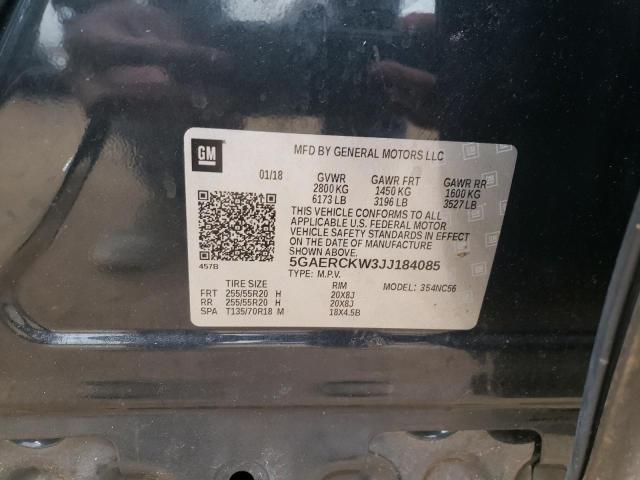 GM
MFD BY GENERAL MOTORS LLC
01/18 GVWR GAWR FRT GAWR RR
2800 KG 1450 KG 1600 KG
6173 LB 3196 LB 3527 LB
THIS VEHICLE CONFORMS TO ALL
APPLICABLE U.S. FEDERAL MOTOR
VEHICLE SAFETY STANDARDS IN EFFECT
ON THE DATE OF MANUFACTURE
SHOWN ABOVE.
5GAERCKW3JJ184085
457B
TYPE: M.P.V.
TIRE SIZE RIM MODEL: 354NC56
FRT 255/55R20 H 20X8J
RR 255/55R20 H 20X8J
SPA T135/70R18 M 18X4.5B